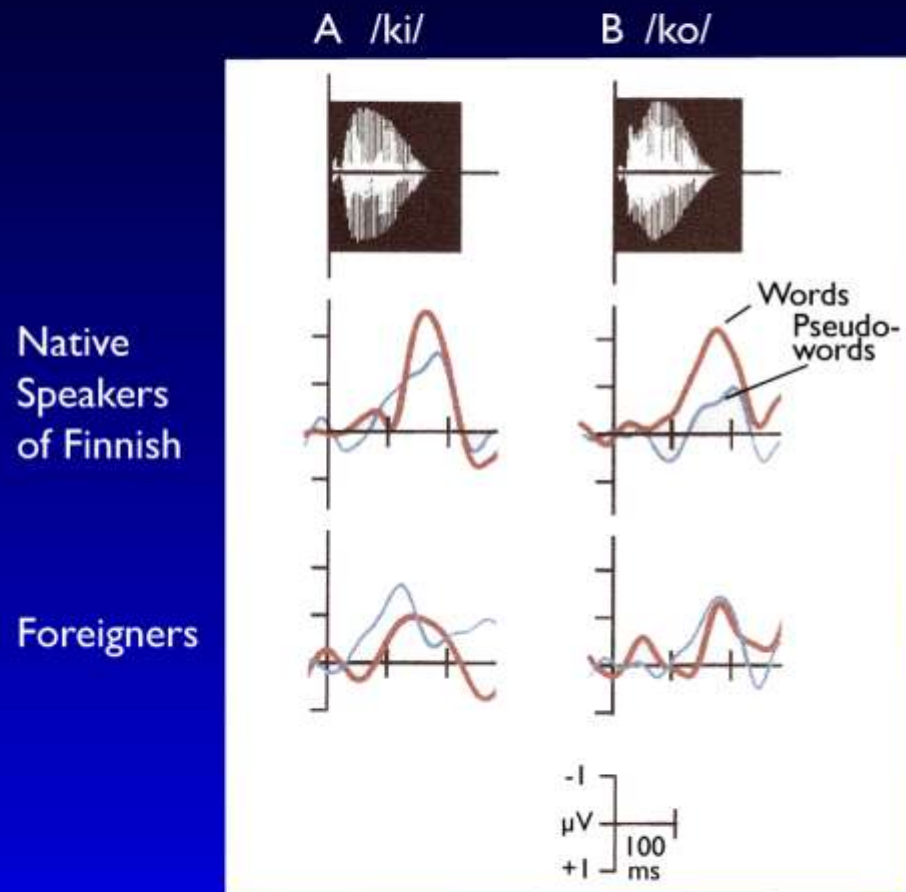 A /ki/
B /ko/
Words
Pseudo-
words
Native
Speakers
of Finnish
Foreigners
-1
µV
100
ms
+1